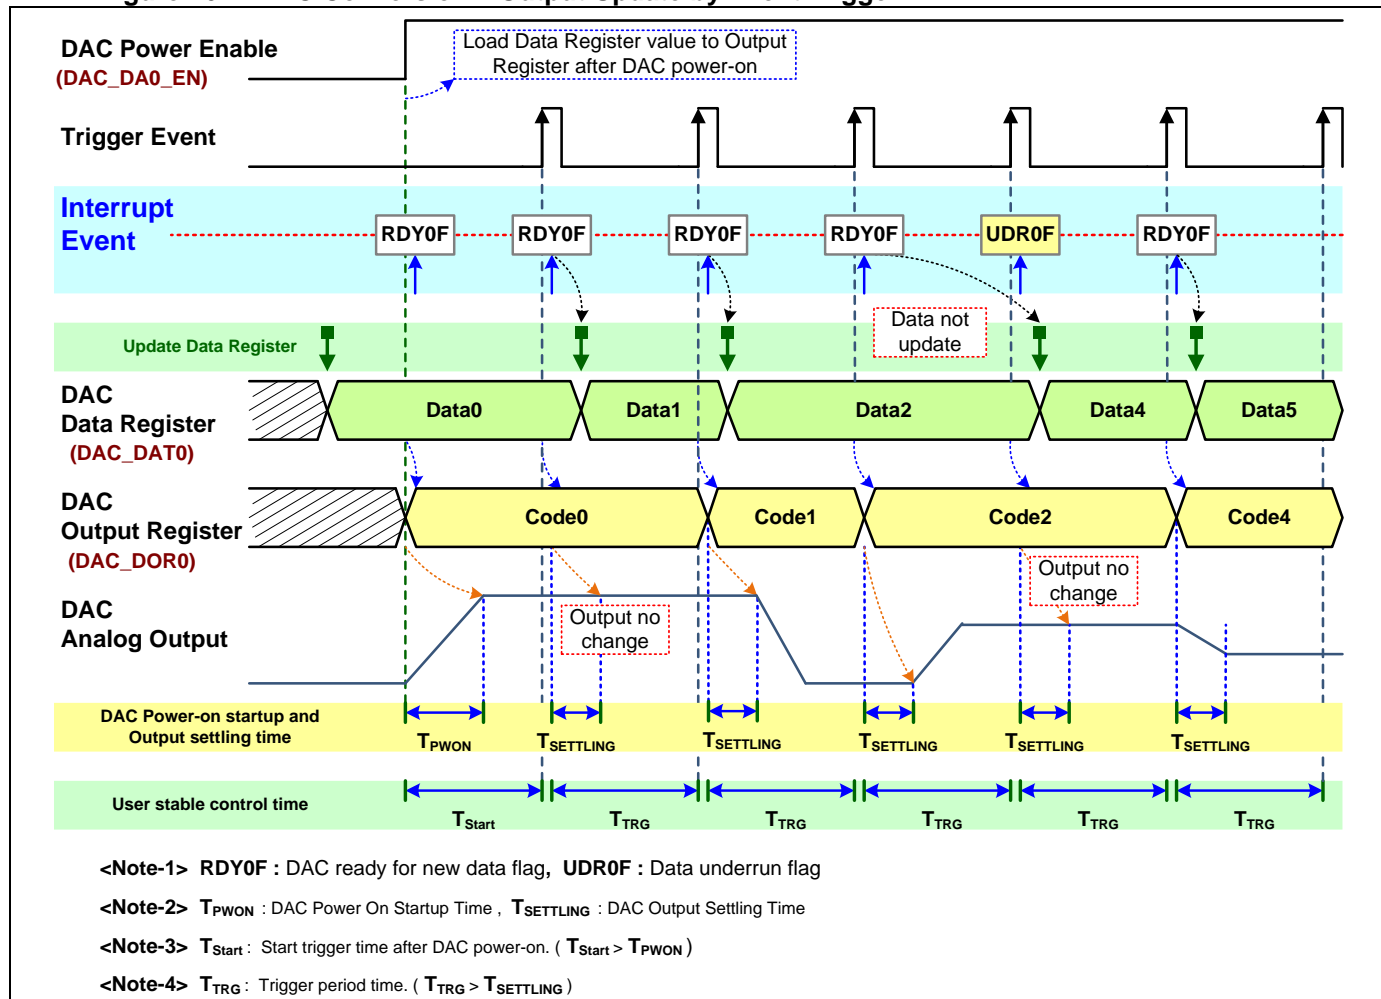 DAC Power Enable
(DAC_DA0_EN)
Load Data Register value to Output
Register after DAC power-on
Trigger Event
Interrupt
Event
RDY0F RDY0F RDY0F RDY0F UDR0F RDY0F
Data not
update
Update Data Register
DAC
Data Register
(DAC_DAT0)
Data0 Data1 Data2 Data4 Data5
DAC
Output Register
(DAC_DOR0)
Code0 Code1 Code2 Code4
Output no
change
Output no
change
DAC
Analog Output
DAC Power-on startup and
Output settling time
TPWON TSETTLING TSETTLING TSETTLING TSETTLING TSETTLING
User stable control time
TStart TTRG TTRG TTRG TTRG TTRG
<Note-1> RDY0F : DAC ready for new data flag, UDR0F : Data underrun flag
<Note-2> TPWON : DAC Power On Startup Time , TSETTLING : DAC Output Settling Time
<Note-3> TStart : Start trigger time after DAC power-on. ( TStart > TPWON )
<Note-4> TTRG : Trigger period time. ( TTRG > TSETTLING )